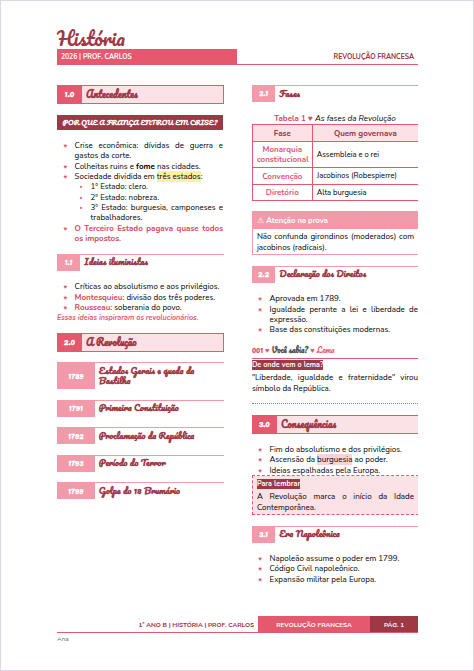 História
2026 | PROF. CARLOS
REVOLUÇÃO FRANCESA
1.0 Antecedentes
POR QUE A FRANÇA ENTROU EM CRISE?
Crise econômica: dívidas de guerra e
gastos da corte.
Colheitas ruins e fome nas cidades.
Sociedade dividida em três estados:
1º Estado: clero.
2º Estado: nobreza.
3º Estado: burguesia, camponeses e
trabalhadores.
O Terceiro Estado pagava quase todos
os impostos.
1.1 Ideias iluministas
Críticas ao absolutismo e aos privilégios.
Montesquieu: divisão dos três poderes.
Rousseau: soberania do povo.
Essas ideias inspiraram os revolucionários.
2.0 A Revolução
1789 Estados Gerais e queda da
Bastilha
1791 Primeira Constituição
1792 Proclamação da República
1793 Período do Terror
1799 Golpe do 18 Brumário
2.1 Fases
Tabela 1 ♥ As fases da Revolução
Fase Quem governava
Monarquia
constitucional Assembleia e o rei
Convenção Jacobinos (Robespierre)
Diretório Alta burguesia
⚠ Atenção na prova
Não confunda girondinos (moderados) com
jacobinos (radicais).
2.2 Declaração dos Direitos
Aprovada em 1789.
Igualdade perante a lei e liberdade de
expressão.
Base das constituições modernas.
001 ♥ Você sabia? ♥ Lema
De onde vem o lema?
"Liberdade, igualdade e fraternidade" virou
símbolo da República.
3.0 Consequências
Fim do absolutismo e dos privilégios.
Ascensão da burguesia ao poder.
Ideias espalhadas pela Europa.
Para lembrar
A Revolução marca o início da Idade
Contemporânea.
3.1 Era Napoleônica
Napoleão assume o poder em 1799.
Código Civil napoleônico.
Expansão militar pela Europa.
1º ANO B | HISTÓRIA | PROF. CARLOS REVOLUÇÃO FRANCESA PÁG. 1
Ana